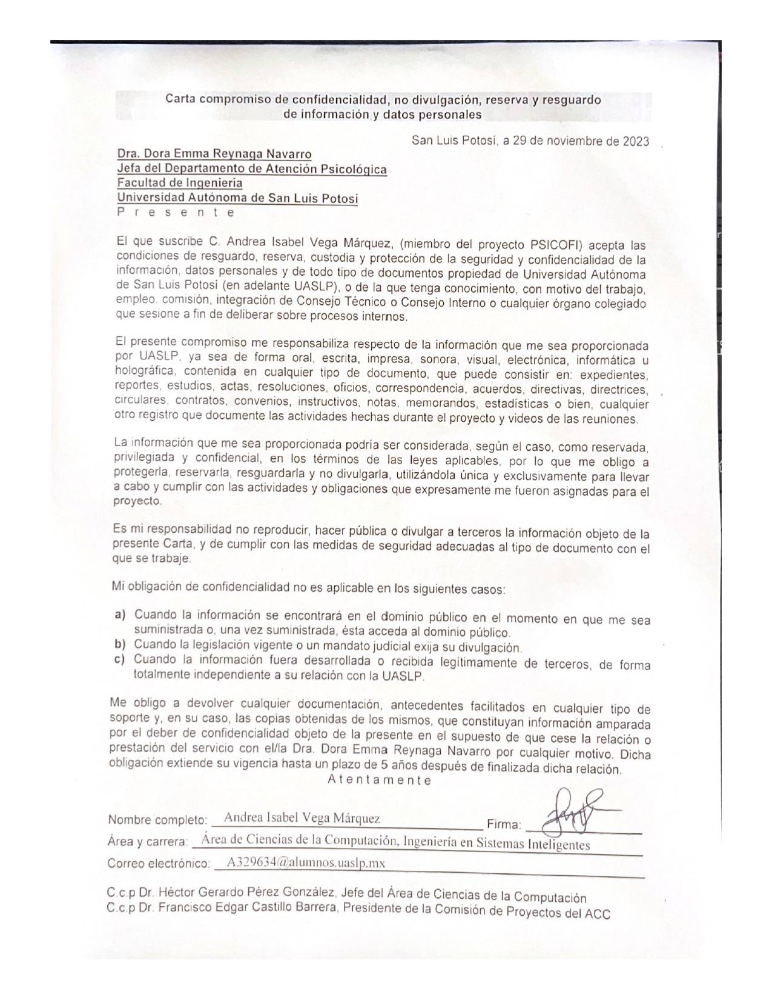 Carta compromiso de confidencialidad, no divulgación, reserva y resguardo
de información y datos personales
San Luis Potosí, a 29 de noviembre de 2023
Dra. Dora Emma Reynaga Navarro
Jefa del Departamento de Atención Psicológica
Facultad de Ingeniería
Universidad Autónoma de San Luis Potosí
P r e s e n t e
El que suscribe C. Andrea Isabel Vega Márquez, (miembro del proyecto PSICOFI) acepta las
condiciones de resguardo, reserva, custodia y protección de la seguridad y confidencialidad de la
información, datos personales y de todo tipo de documentos propiedad de Universidad Autónoma
de San Luis Potosí (en adelante UASLP), o de la que tenga conocimiento, con motivo del trabajo,
empleo, comisión, integración de Consejo Técnico o Consejo Interno o cualquier órgano colegiado
que sesione a fin de deliberar sobre procesos internos.
El presente compromiso me responsabiliza respecto de la información que me sea proporcionada
por UASLP, ya sea de forma oral, escrita, impresa, sonora, visual, electrónica, informática u
holográfica, contenida en cualquier tipo de documento, que puede consistir en: expedientes,
reportes, estudios, actas, resoluciones, oficios, correspondencia, acuerdos, directivas, directrices,
circulares, contratos, convenios, instructivos, notas, memorandos, estadísticas o bien, cualquier
otro registro que documente las actividades hechas durante el proyecto y videos de las reuniones.
La información que me sea proporcionada podría ser considerada, según el caso, como reservada,
privilegiada y confidencial, en los términos de las leyes aplicables, por lo que me obligo a
protegerla, reservarla, resguardarla y no divulgarla, utilizándola única y exclusivamente para llevar
a cabo y cumplir con las actividades y obligaciones que expresamente me fueron asignadas para el
proyecto.
Es mi responsabilidad no reproducir, hacer pública o divulgar a terceros la información objeto de la
presente Carta, y de cumplir con las medidas de seguridad adecuadas al tipo de documento con el
que se trabaje.
Mi obligación de confidencialidad no es aplicable en los siguientes casos:
a) Cuando la información se encontrará en el dominio público en el momento en que me sea
suministrada o, una vez suministrada, ésta acceda al dominio público.
b) Cuando la legislación vigente o un mandato judicial exija su divulgación.
c) Cuando la información fuera desarrollada o recibida legítimamente de terceros, de forma
totalmente independiente a su relación con la UASLP.
Me obligo a devolver cualquier documentación, antecedentes facilitados en cualquier tipo de
soporte y, en su caso, las copias obtenidas de los mismos, que constituyan información amparada
por el deber de confidencialidad objeto de la presente en el supuesto de que cese la relación o
prestación del servicio con el/la Dra. Dora Emma Reynaga Navarro por cualquier motivo. Dicha
obligación extiende su vigencia hasta un plazo de 5 años después de finalizada dicha relación.
A t e n t a m e n t e
Nombre completo: Andrea Isabel Vega Márquez Firma:
Área y carrera: Área de Ciencias de la Computación, Ingeniería en Sistemas Inteligentes
Correo electrónico: A329634@alumnos.uaslp.mx
C.c.p Dr. Héctor Gerardo Pérez González, Jefe del Área de Ciencias de la Computación
C.c.p Dr. Francisco Edgar Castillo Barrera, Presidente de la Comisión de Proyectos del ACC